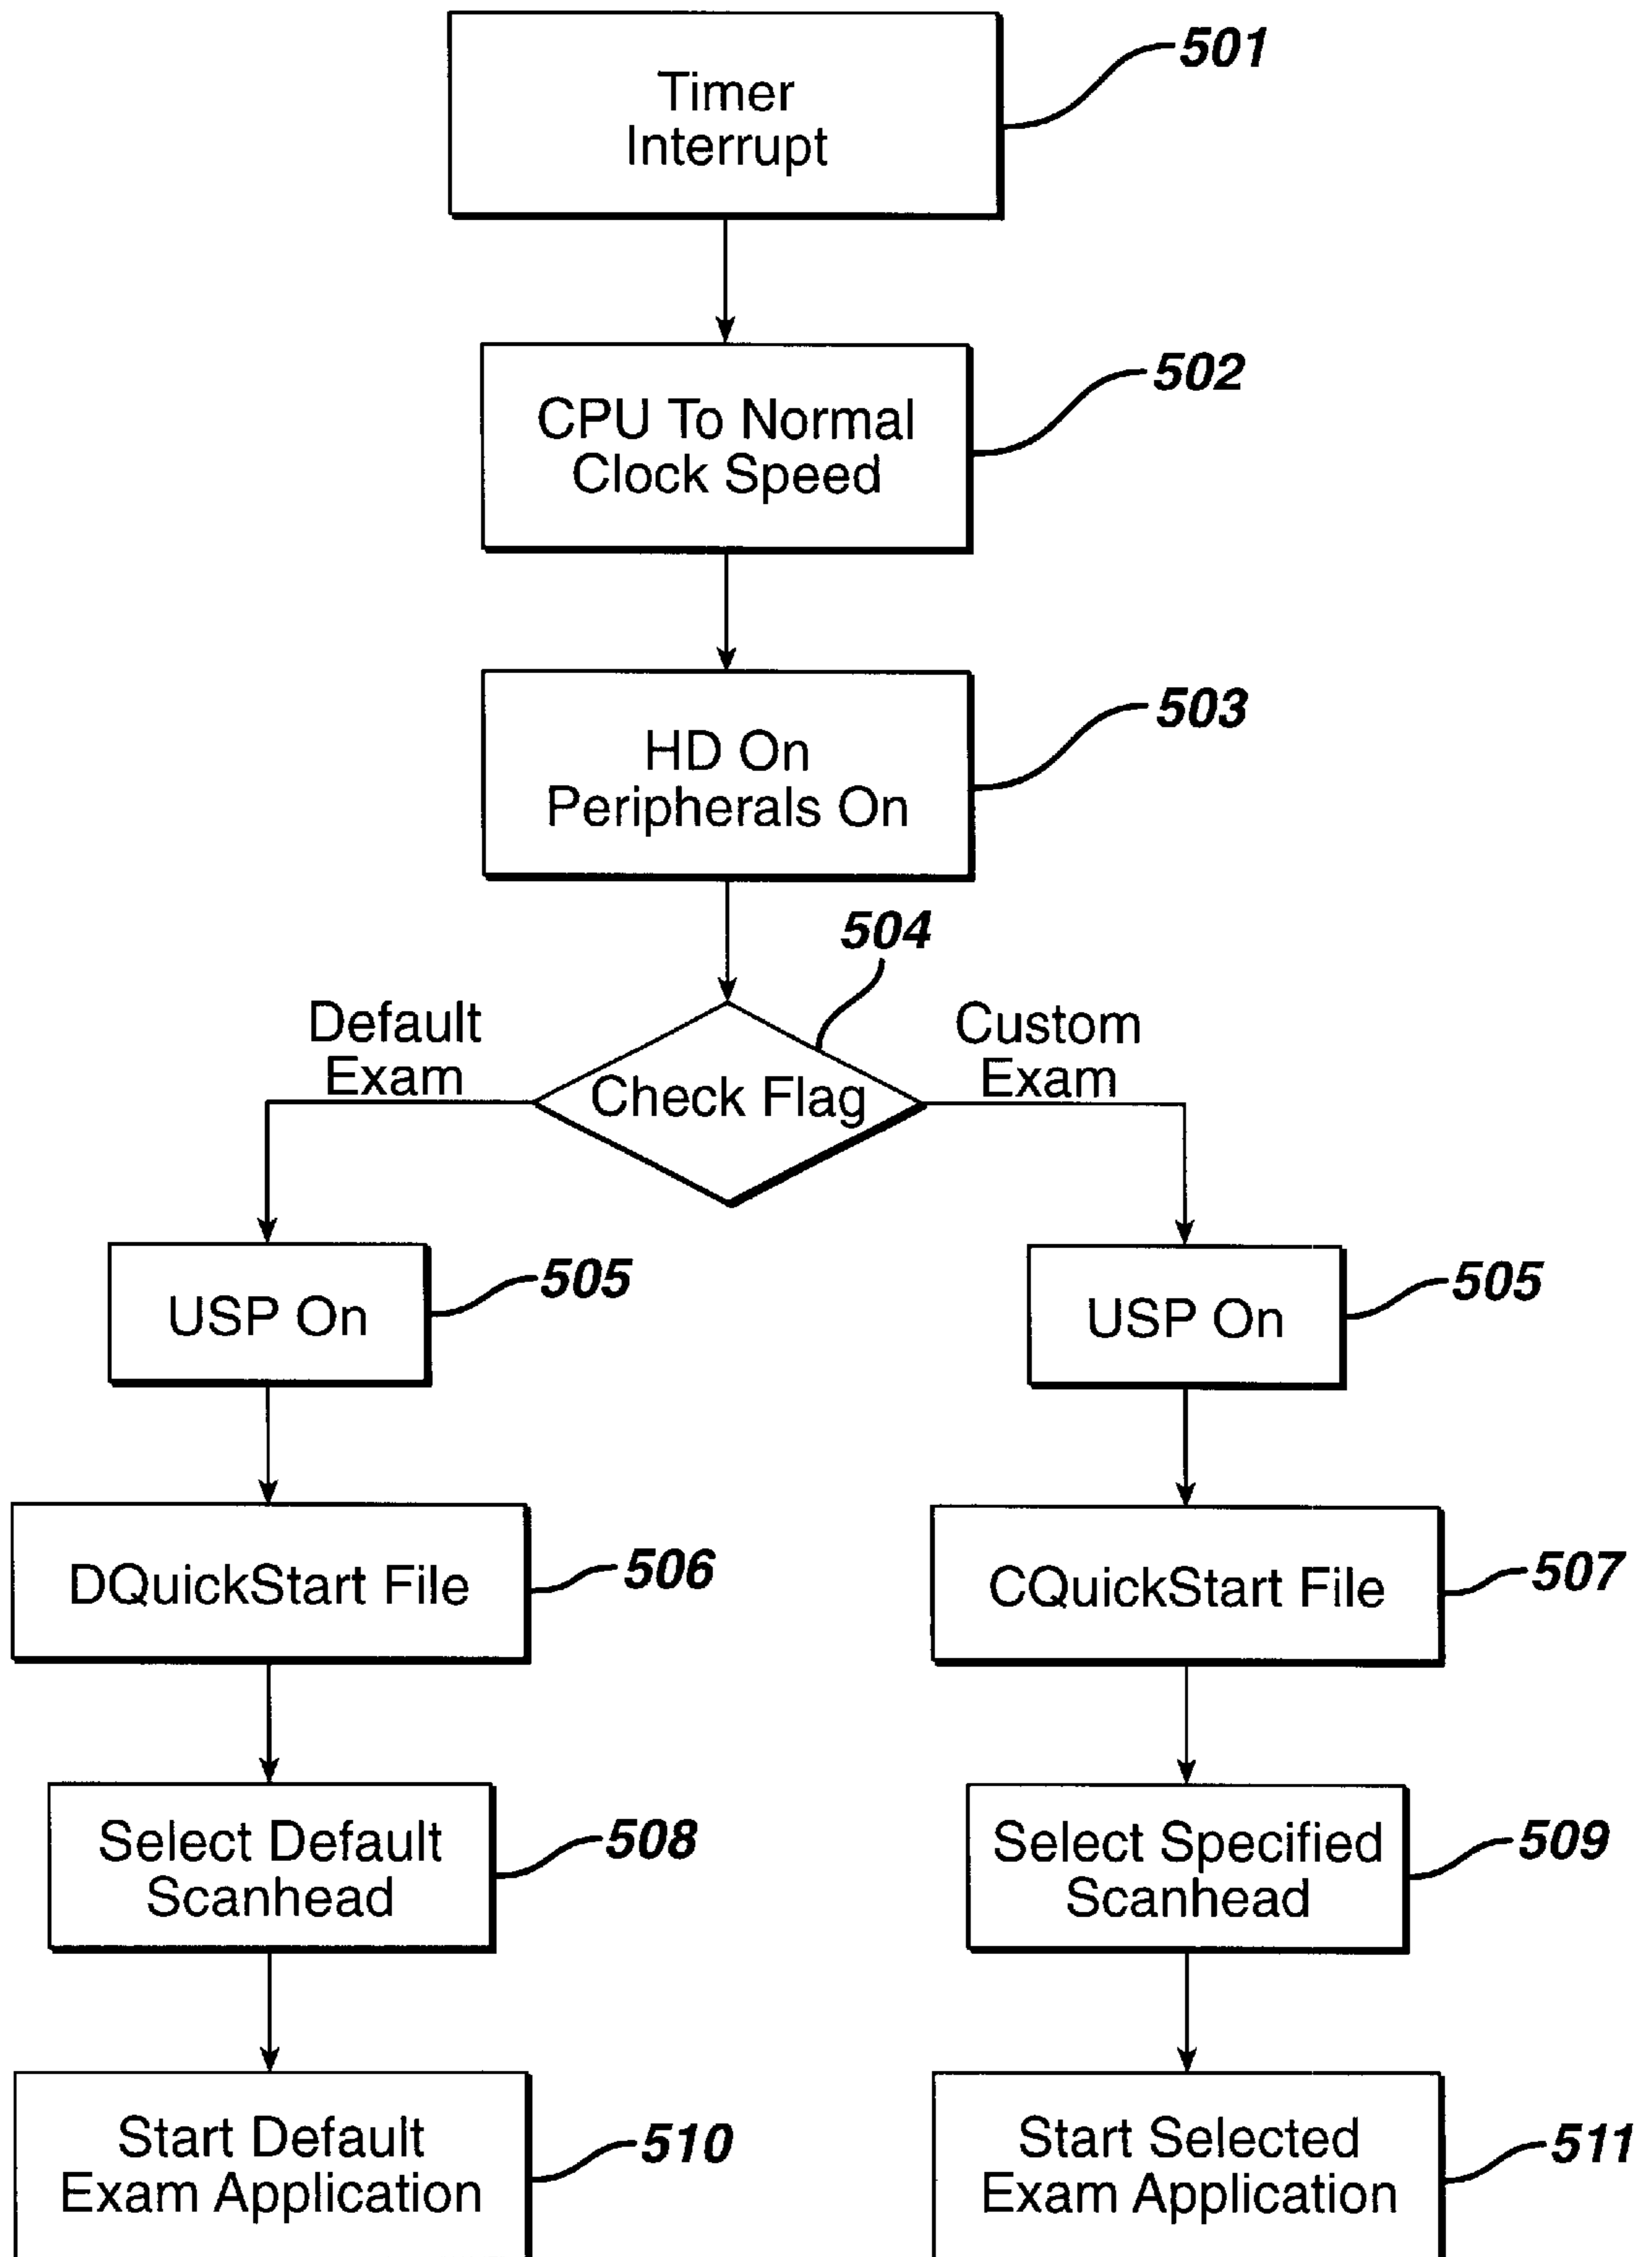 501
Timer
Interrupt
502
CPU To Normal
Clock Speed
503
HD On
Peripherals On
504
Default
Exam
Custom
Exam
Check Flag
USP On
505
USP On
505
DQuickStart File
506
CQuickStart File
507
Select Default
Scanhead
508
Select Specified
Scanhead
509
Start Default
Exam Application
510
Start Selected
Exam Application
511